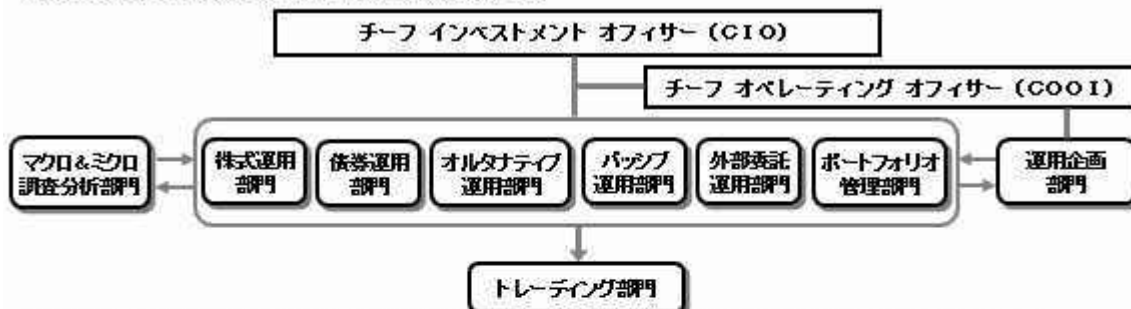 チーフ インベストメント オフィサー（CIO）
チーフ オペレーティング オフィサー（COOI）
マクロ&ミクロ
調査分析部門
株式運用
部門
債券運用
部門
オルタナティブ
運用部門
パッシブ
運用部門
外部委託
運用部門
ポートフォリオ
管理部門
運用企画
部門
トレーディング部門